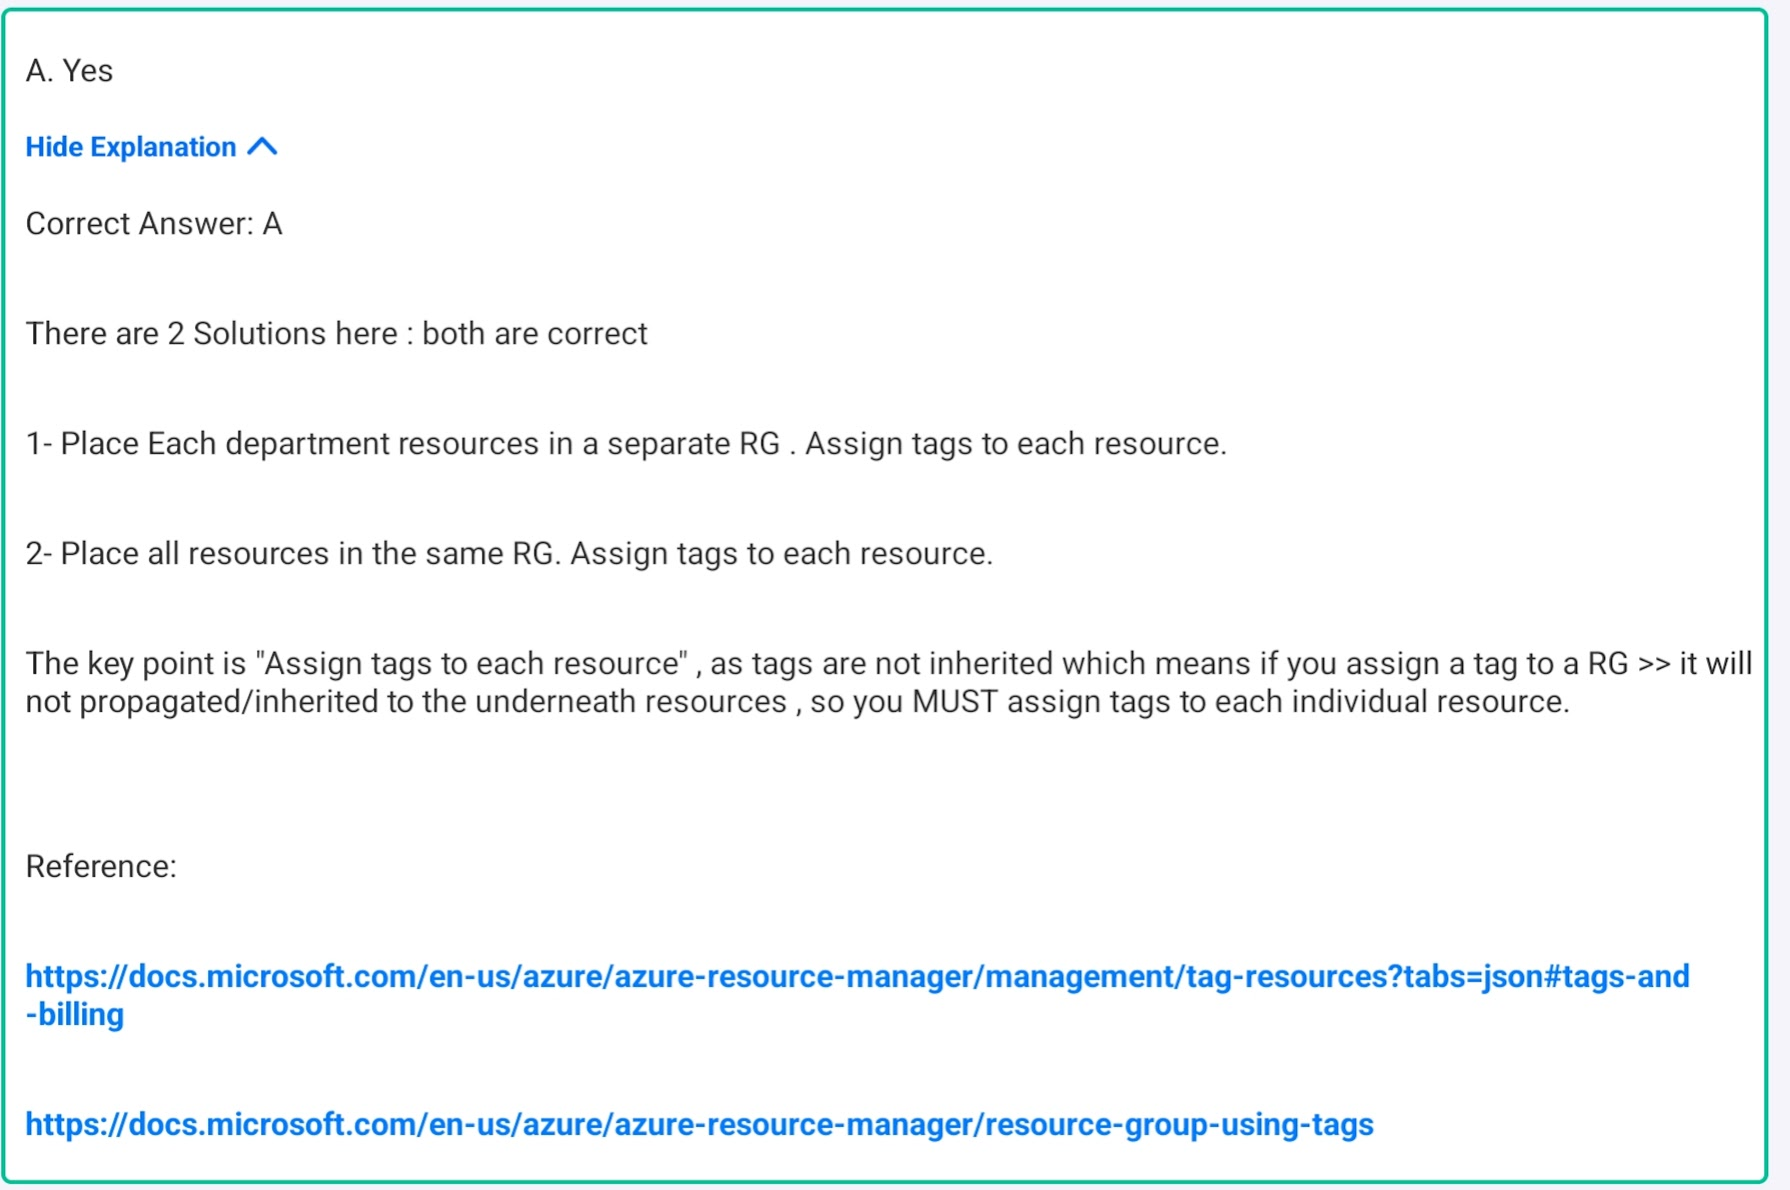 A. Yes
Hide Explanation
Correct Answer: A
There are 2 Solutions here : both are correct
1- Place Each department resources in a separate RG . Assign tags to each resource.
2- Place all resources in the same RG. Assign tags to each resource.
The key point is "Assign tags to each resource" , as tags are not inherited which means if you assign a tag to a RG >> it will
not propagated/inherited to the underneath resources , so you MUST assign tags to each individual resource.
Reference:
https://docs.microsoft.com/en-us/azure/azure-resource-manager/management/tag-resources?tabs=json#tags-and
-billing
https://docs.microsoft.com/en-us/azure/azure-resource-manager/resource-group-using-tags